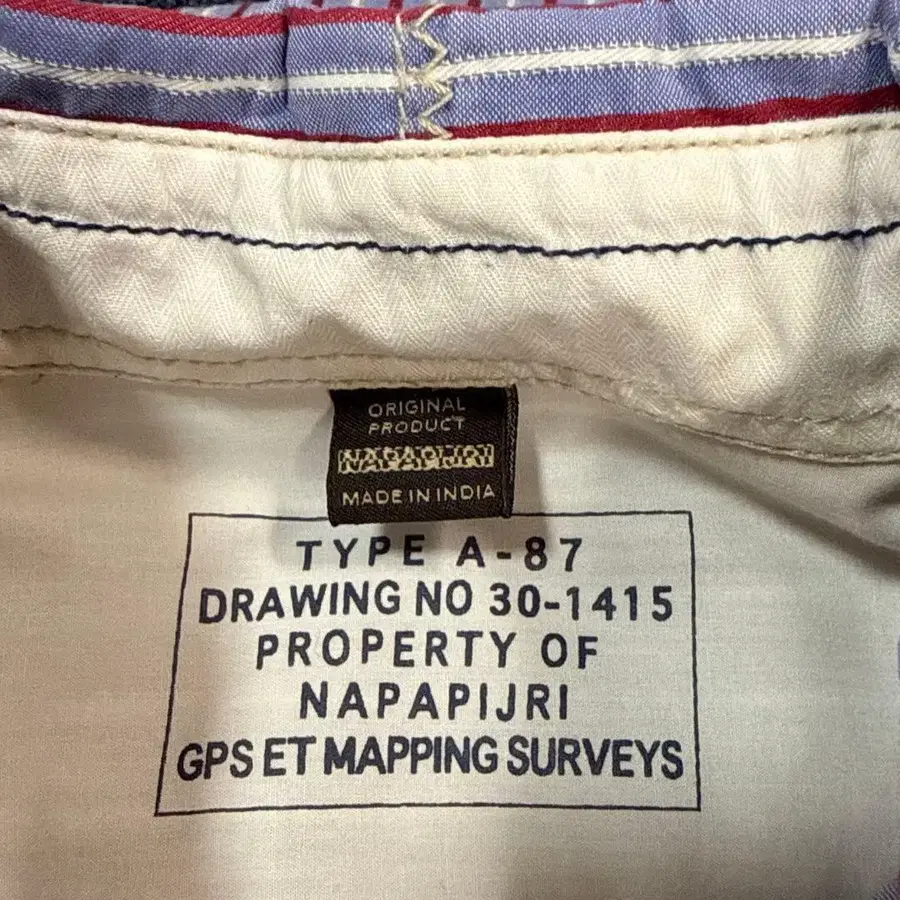 ORIGINAL
PRODUCT
NAPAPIJRI
MADE IN INDIA
TYPE A-87
DRAWING NO 30-1415
PROPERTY OF
NAPAPIJRI
GPS ET MAPPING SURVEYS